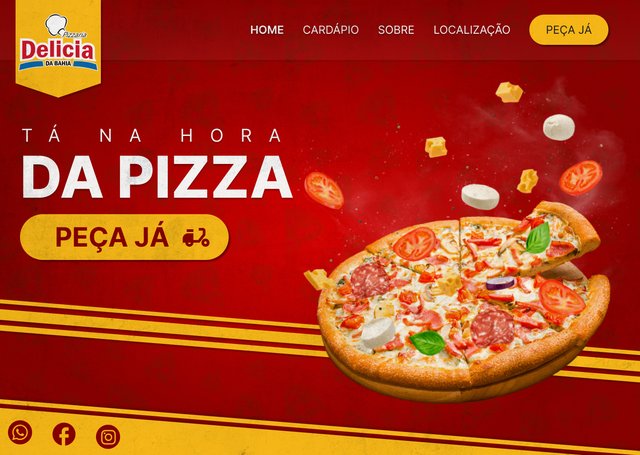 Pizzaria
Delicia
DA BAHIA
HOME CARDÁPIO SOBRE LOCALIZAÇÃO PEÇA JÁ
TÁ NA HORA
DA PIZZA
PEÇA JÁ